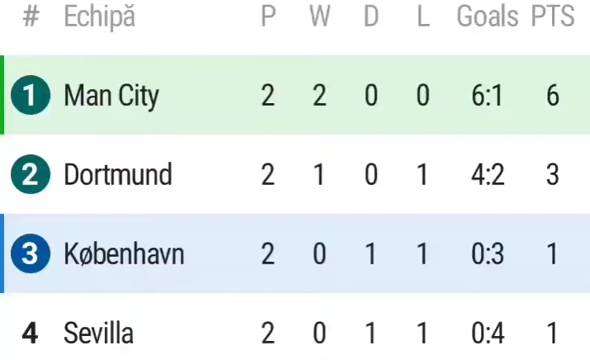 # Echipă P W D L Goals PTS
1 Man City 2 2 0 0 6:1 6
2 Dortmund 2 1 0 1 4:2 3
3 København 2 0 1 1 0:3 1
4 Sevilla 2 0 1 1 0:4 1